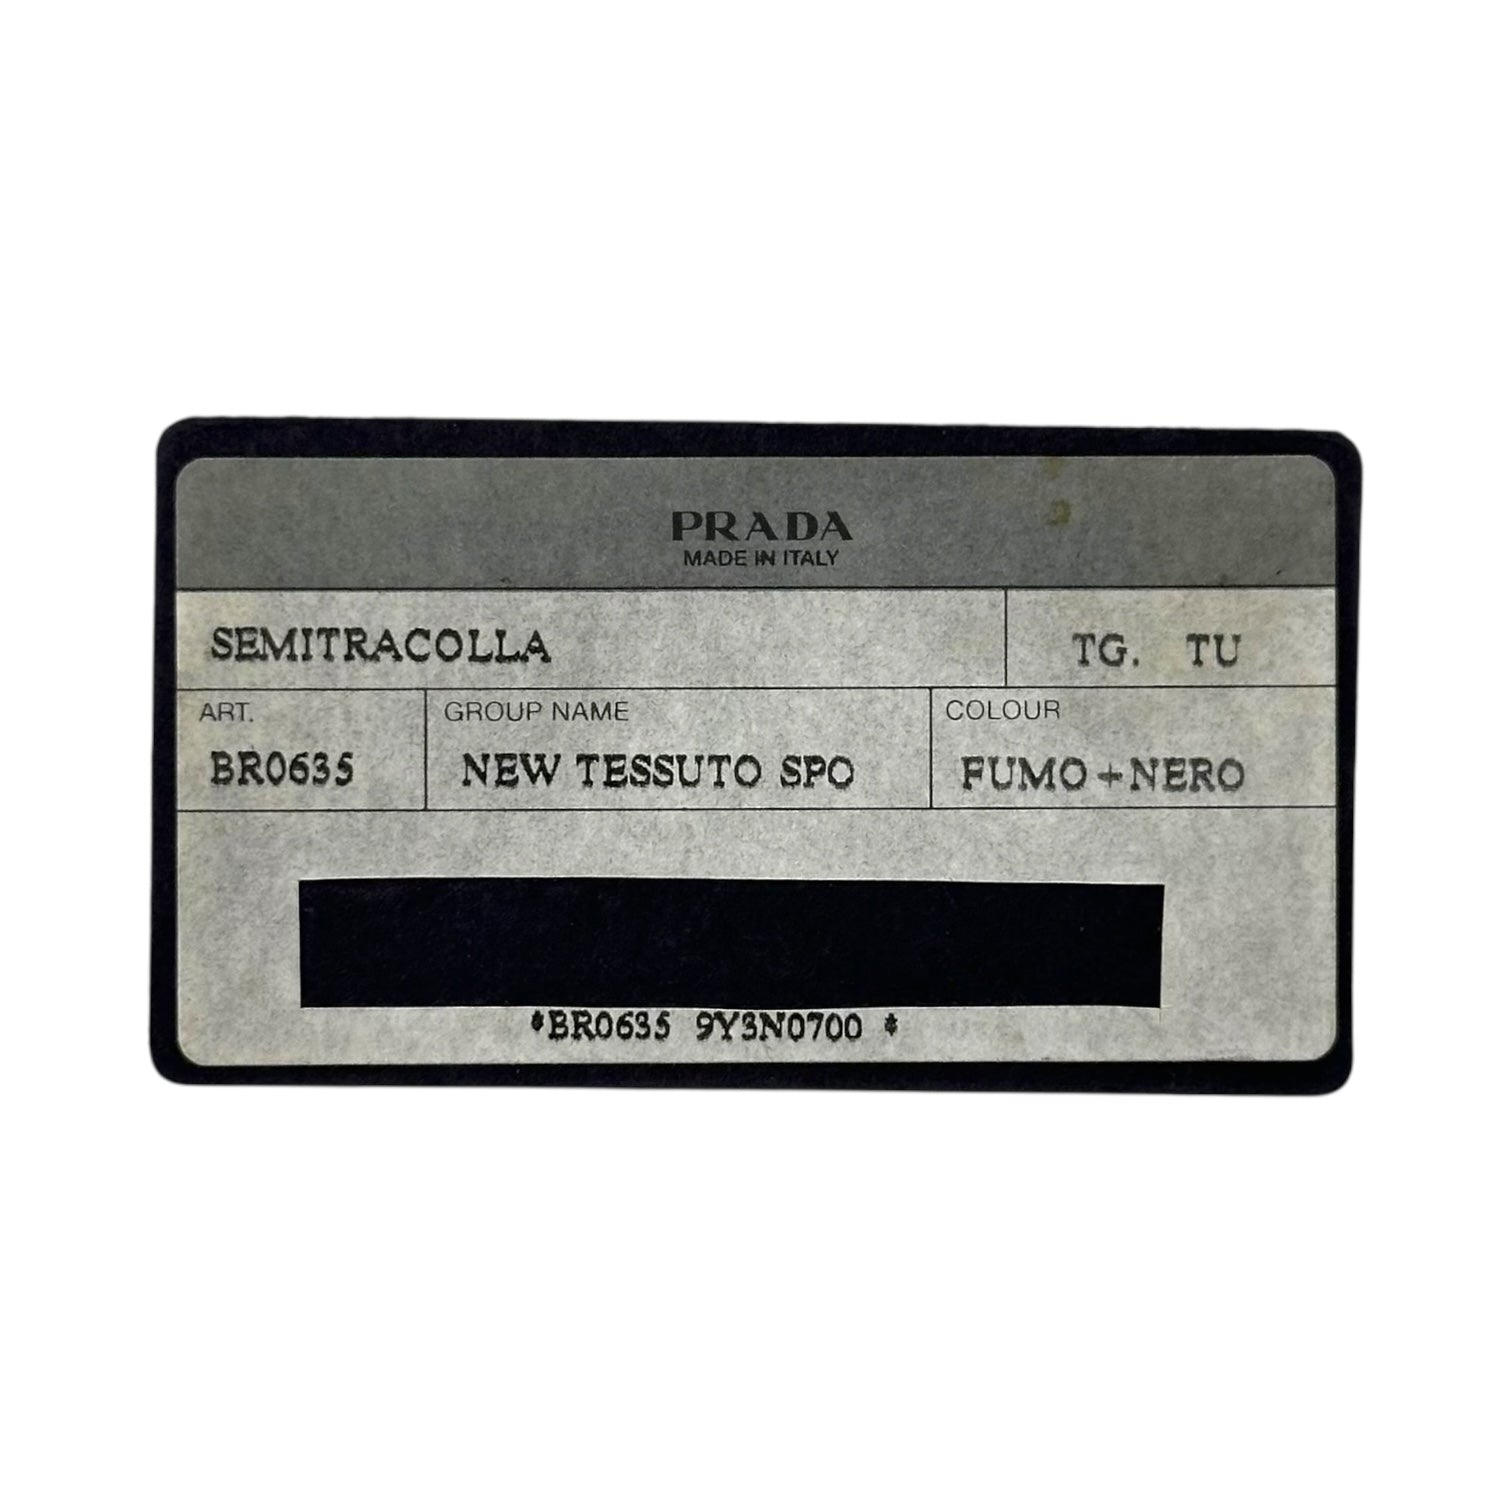 PRADA
MADE IN ITALY
SEMITRACOLLA TG. TU
ART. GROUP NAME COLOUR
BR0635 NEW TESSUTO SPO FUMO+NERO
*BR0635 9Y3N0700 *